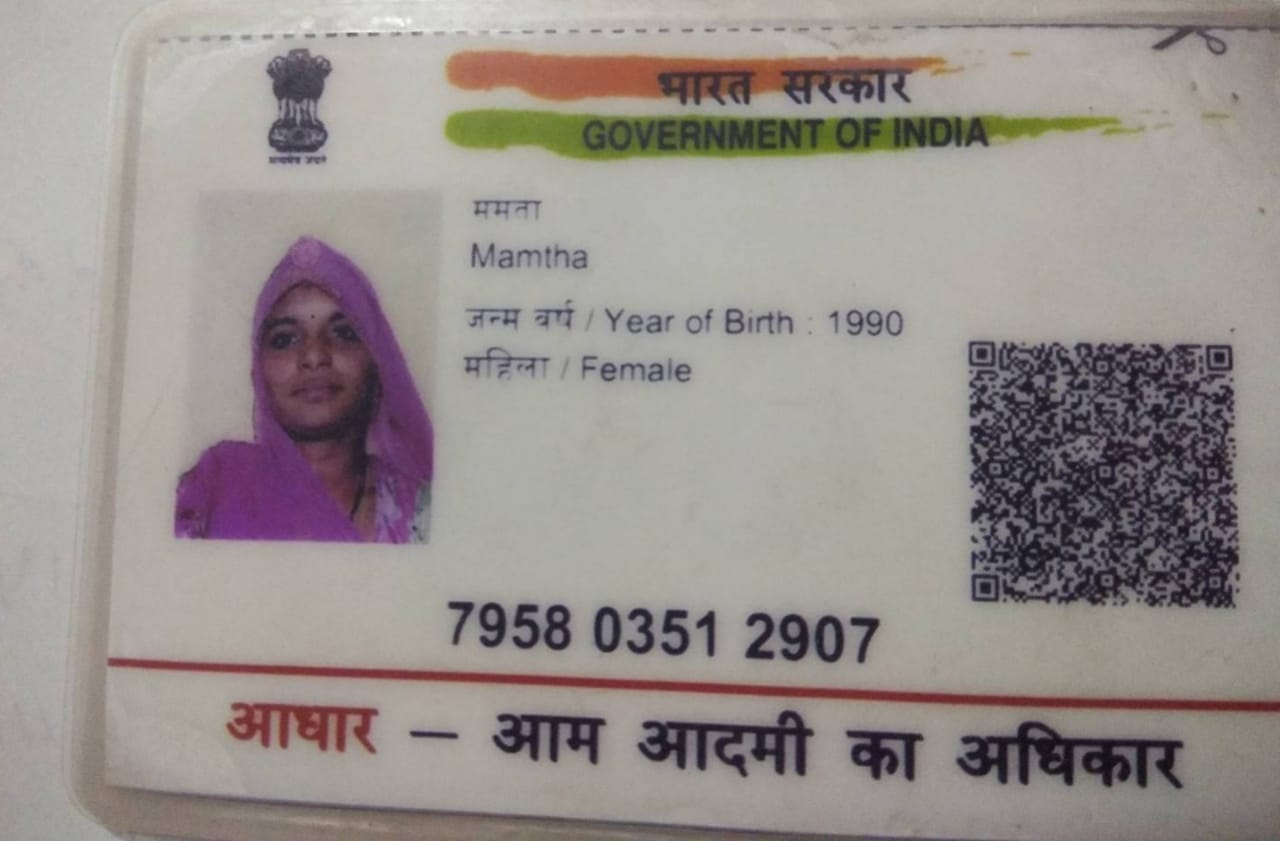 सत्यमेव जयते
भारत सरकार
GOVERNMENT OF INDIA
ममता
Mamtha
जन्म वर्ष / Year of Birth : 1990
महिला / Female
7958 0351 2907
आधार – आम आदमी का अधिकार